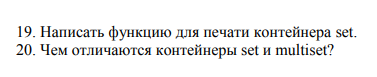 19. Написать функцию для печати контейнера set.
20. Чем отличаются контейнеры set и multiset?